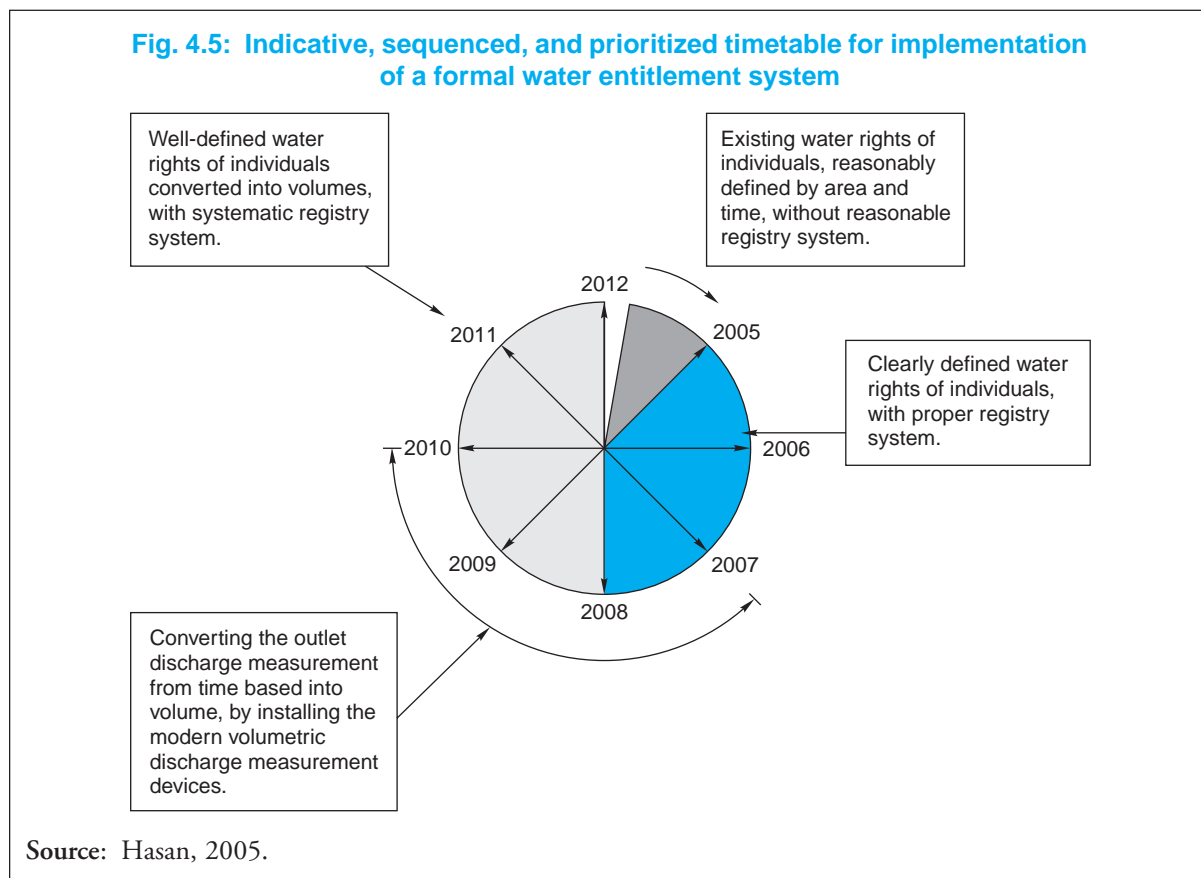 Fig. 4.5: Indicative, sequenced, and prioritized timetable for implementation
of a formal water entitlement system
Well-defined water
rights of individuals
converted into volumes,
with systematic registry
system.
Existing water rights of
individuals, reasonably
defined by area and
time, without reasonable
registry system.
2012
2011
2005
Clearly defined water
rights of individuals,
with proper registry
system.
2010
2006
2009
2007
2008
Converting the outlet
discharge measurement
from time based into
volume, by installing the
modern volumetric
discharge measurement
devices.
Source: Hasan, 2005.